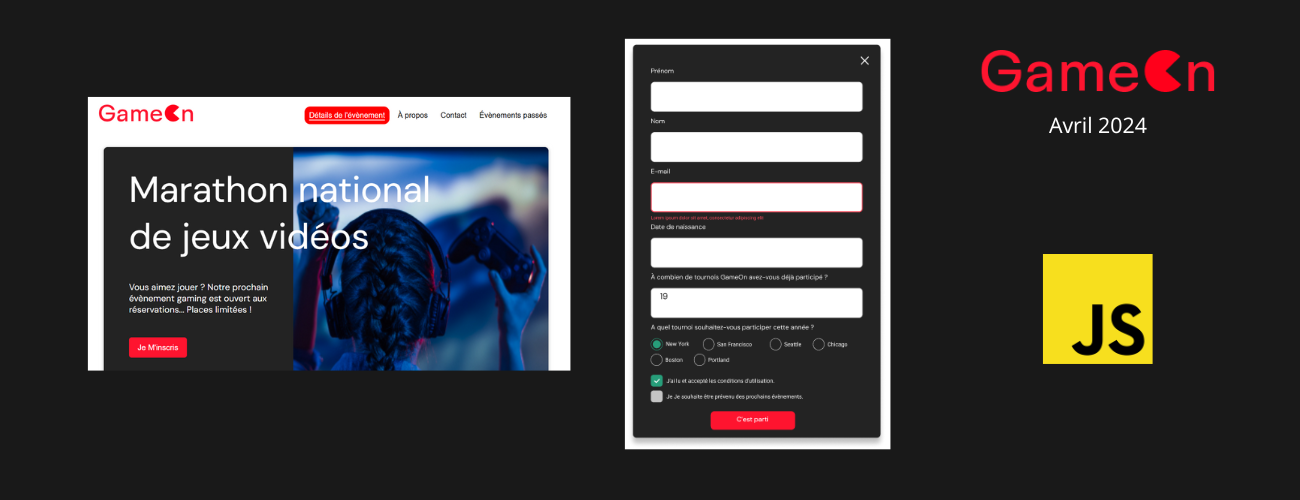 GameOn
Détails de l'évènement À propos Contact Évènements passés
Marathon national
de jeux vidéos
Vous aimez jouer ? Notre prochain
évènement gaming est ouvert aux
réservations... Places limitées !
Je M'inscris
Prénom
Nom
E-mail
Lorem ipsum dolor sit amet, consectetur adipiscing elit.
Date de naissance
À combien de tournois GameOn avez-vous déjà participé ?
19
A quel tournoi souhaitez-vous participer cette année ?
New York San Francisco Seattle Chicago
Boston Portland
J'ai lu et accepté les conditions d'utilisation.
Je Je souhaite être prévenu des prochains évènements.
C'est parti
GameOn
Avril 2024
JS